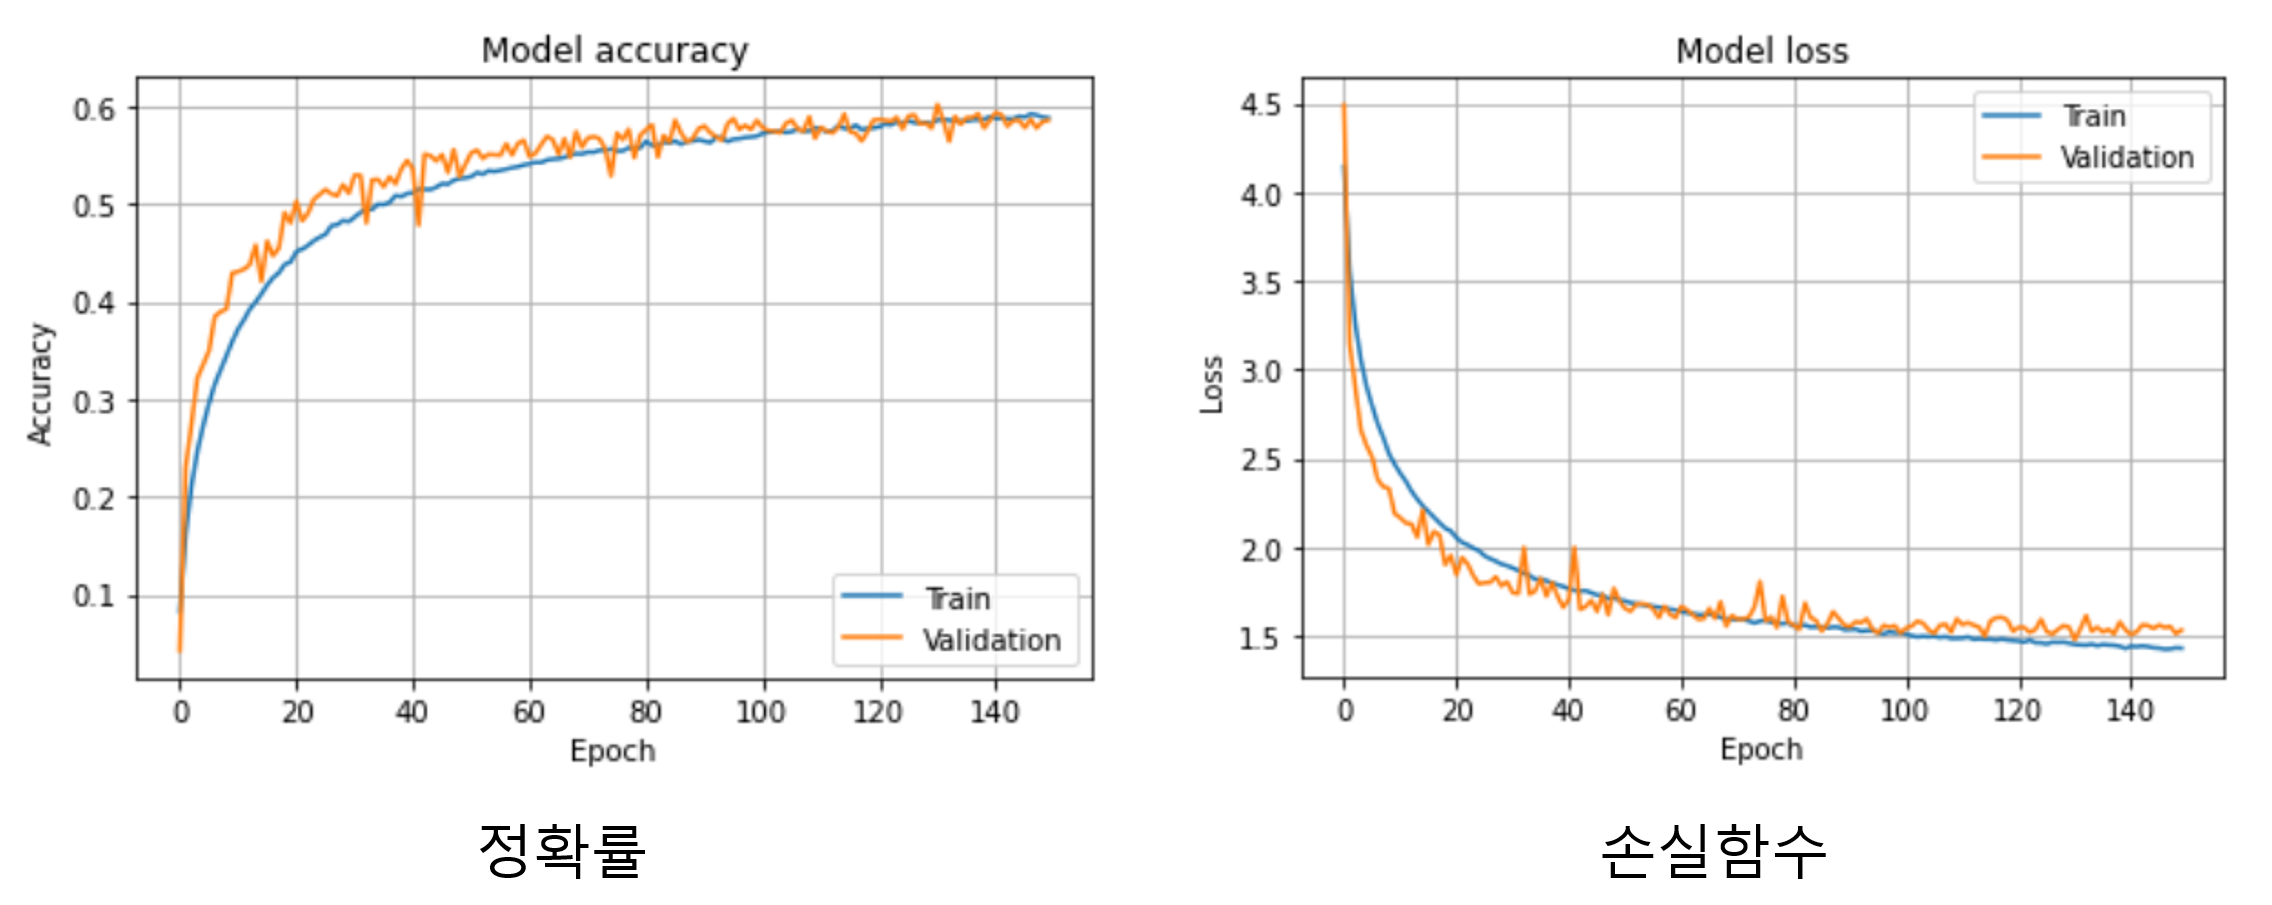 Model accuracy
0.6
0.5
0.4
0.3
0.2
0.1
Accuracy
Train
Validation
0 20 40 60 80 100 120 140
Epoch
정확률
Model loss
4.5
4.0
3.5
3.0
2.5
2.0
1.5
Loss
Train
Validation
0 20 40 60 80 100 120 140
Epoch
손실함수